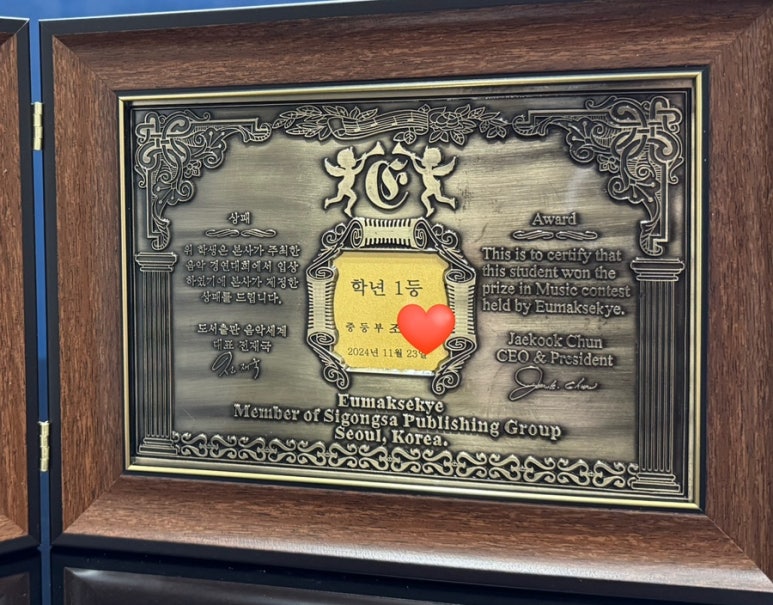 E
상패
위 학생은 본사가 주최한
음악 경연대회에서 입상
하였기에 본사가 제정한
상패를 드립니다.
도서출판 음악세계
대표 전재국
학년 1등
중등부 조
2024년 11월 23일
Award
This is to certify that
this student won the
prize in Music contest
held by Eumaksekye.
Jaekook Chun
CEO & President
Eumaksekye
Member of Sigongsa Publishing Group
Seoul, Korea.